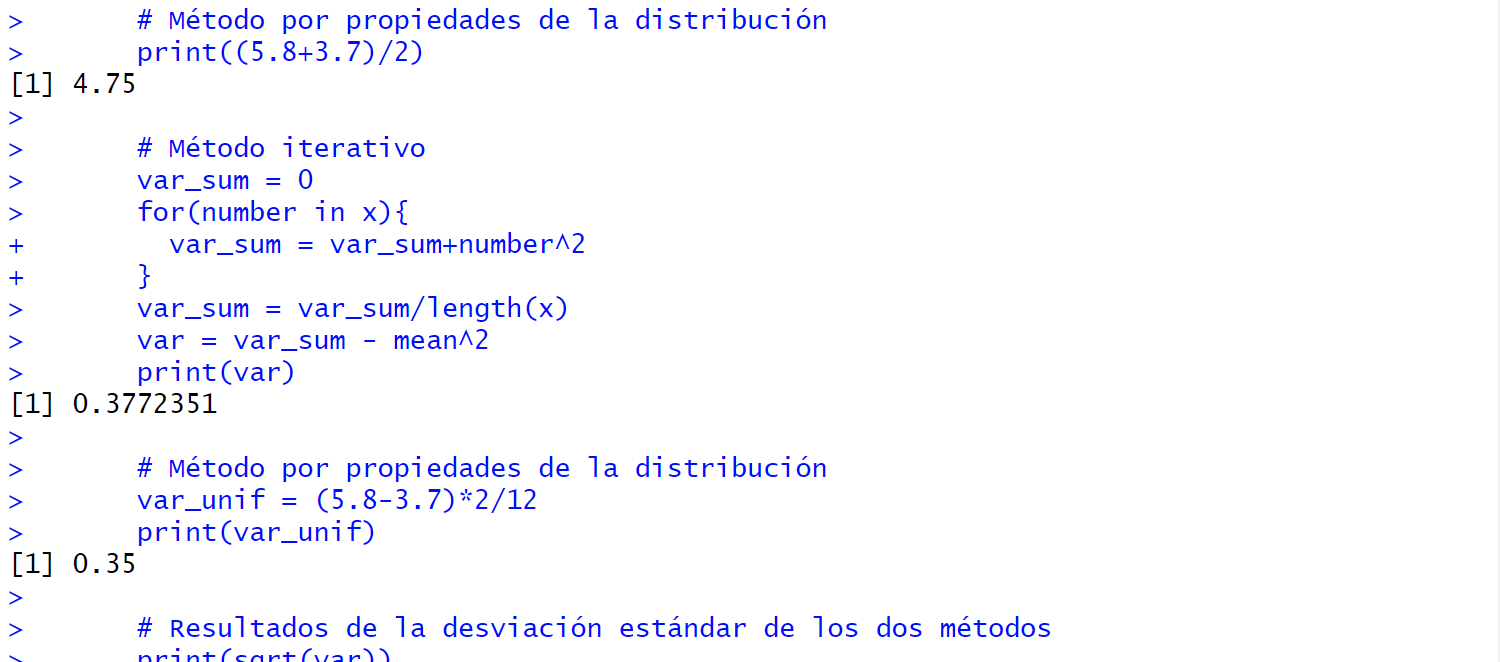 >       # Método por propiedades de la distribución
>       print((5.8+3.7)/2)
[1] 4.75
>
>       # Método iterativo
>       var_sum = 0
>       for(number in x){
+         var_sum = var_sum+number^2
+       }
>       var_sum = var_sum/length(x)
>       var = var_sum - mean^2
>       print(var)
[1] 0.3772351
>
>       # Método por propiedades de la distribución
>       var_unif = (5.8-3.7)*2/12
>       print(var_unif)
[1] 0.35
>
>       # Resultados de la desviación estándar de los dos métodos
>       print(sqrt(var))